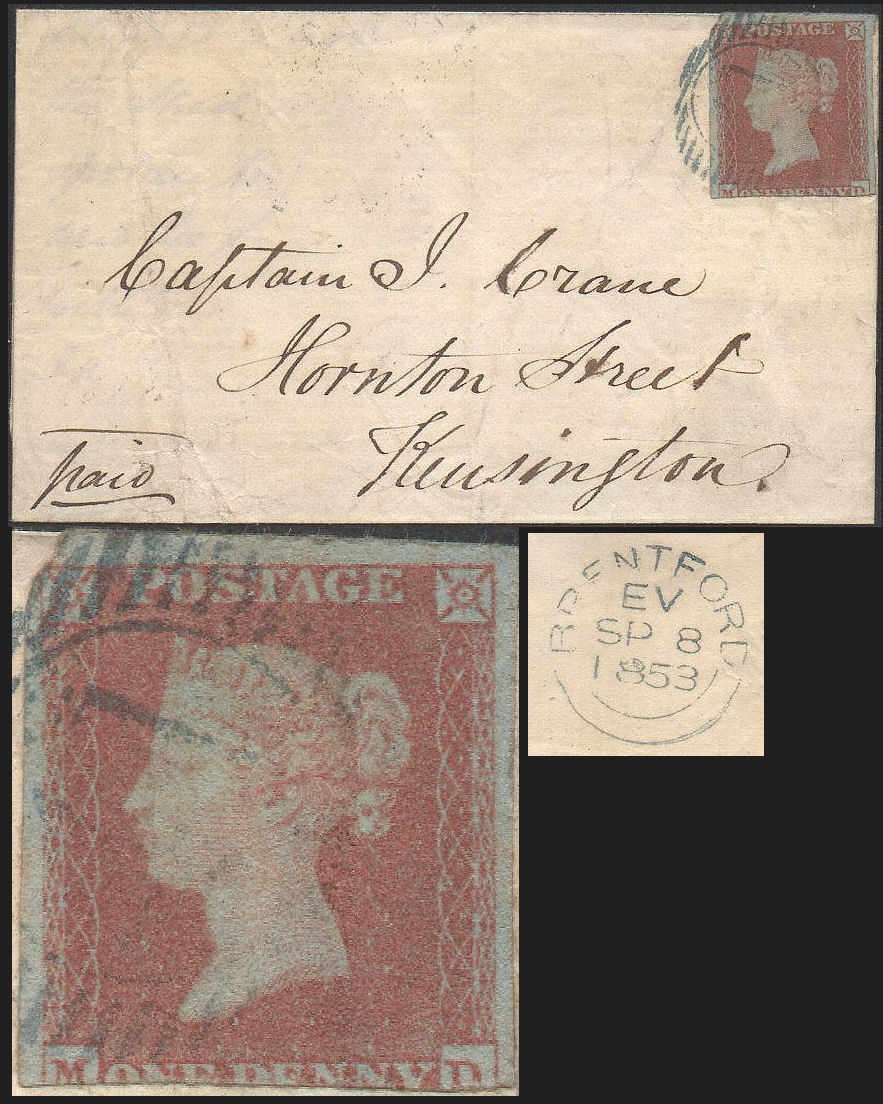 POSTAGE
M ONE PENNY D
Captain J. Crane
Hornton Street
Kensington.
paid
POSTAGE
M ONE PENNY D
BRENTFORD
EV
SP 8
1853